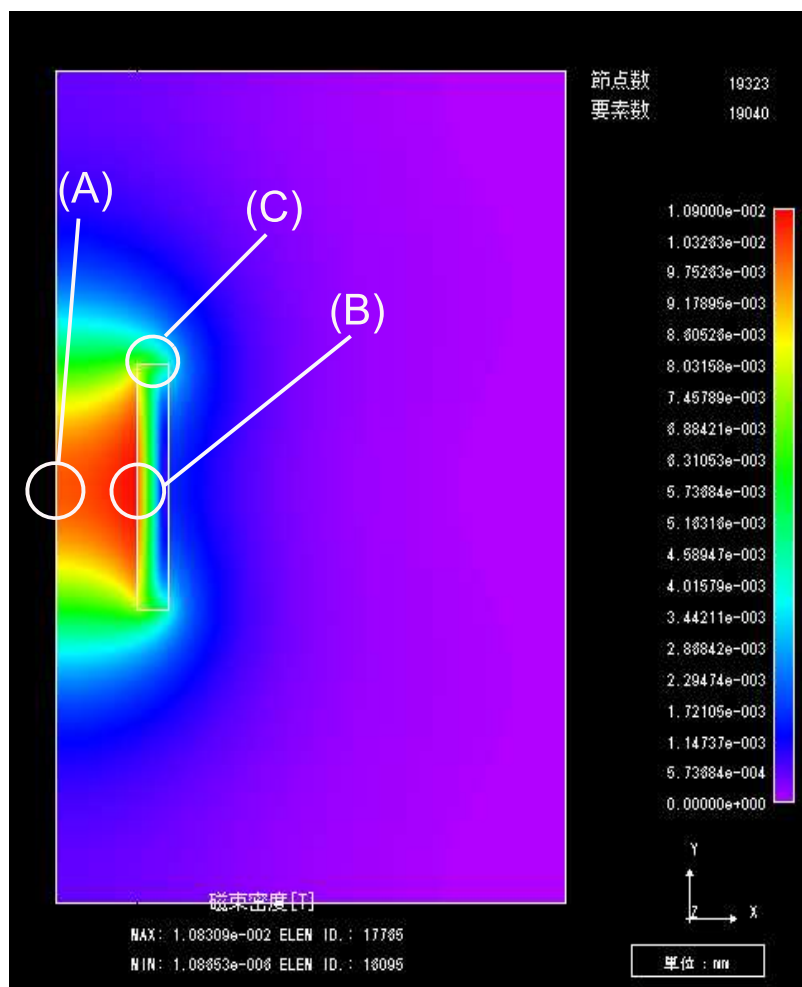 節点数 19323
要素数 19040
(A)
(C)
(B)
1.09000e-002
1.03263e-002
9.75263e-003
9.17895e-003
8.60526e-003
8.03158e-003
7.45789e-003
6.88421e-003
6.31053e-003
5.73684e-003
5.16316e-003
4.58947e-003
4.01579e-003
3.44211e-003
2.86842e-003
2.29474e-003
1.72105e-003
1.14737e-003
5.73684e-004
0.00000e+000
Y
Z X
磁束密度[T]
MAX: 1.08309e-002 ELEM ID.: 17765
MIN: 1.08653e-006 ELEM ID.: 16095
単位 : mm